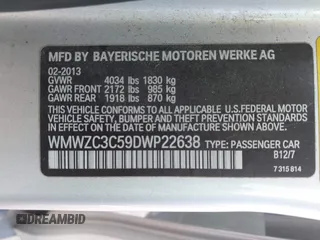 MFD BY BAYERISCHE MOTOREN WERKE AG
02-2013
GVWR 4034 lbs 1830 kg
GAWR FRONT 2172 lbs 985 kg
GAWR REAR 1918 lbs 870 kg
THIS VEHICLE CONFORMS TO ALL APPLICABLE U.S. FEDERAL
MOTOR VEHICLE SAFETY, BUMPER, AND THEFT PREVENTION
STANDARDS IN EFFECT ON THE DATE OF MANUFACTURE SHOWN ABOVE.
WMWZC3C59DWP22638 TYPE: PASSENGER CAR
B12/7
7 315 814
DREAMBID